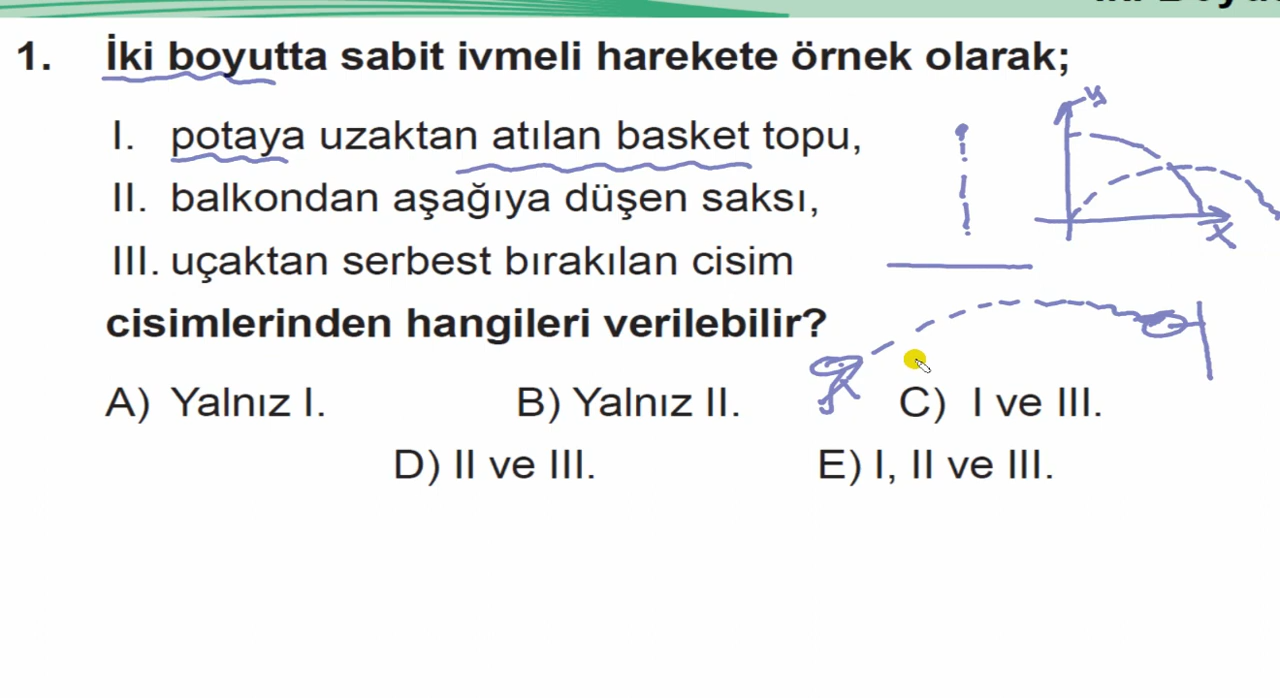 1. İki boyutta sabit ivmeli harekete örnek olarak;
I. potaya uzaktan atılan basket topu,
II. balkondan aşağıya düşen saksı,
III. uçaktan serbest bırakılan cisim
cisimlerinden hangileri verilebilir?
A) Yalnız I. B) Yalnız II. C) I ve III.
D) II ve III. E) I, II ve III.
y
x